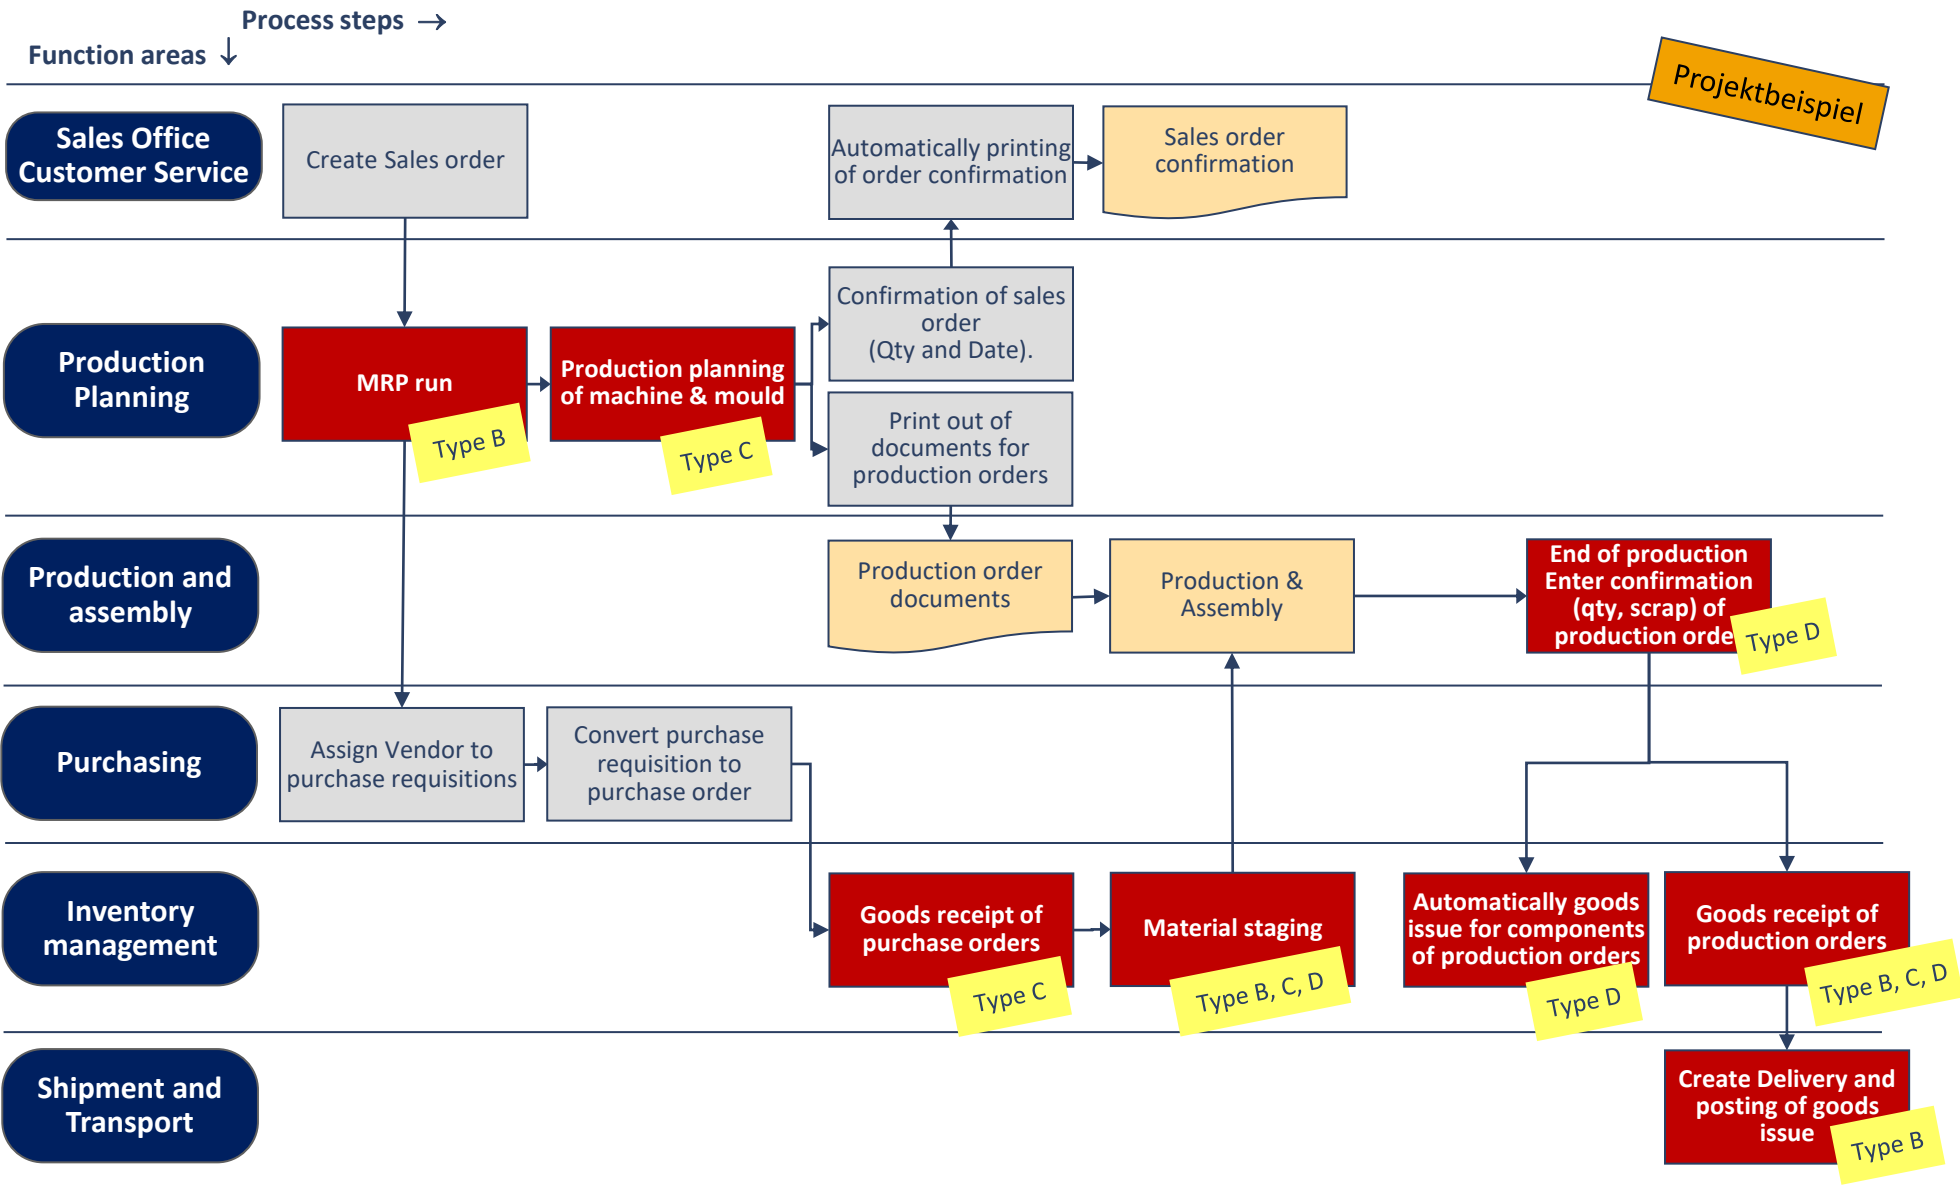 Process steps →
Function areas ↓
Projektbeispiel
Sales Office
Customer Service
Create Sales order
Automatically printing
of order confirmation
Sales order
confirmation
Production
Planning
MRP run
Type B
Production planning
of machine & mould
Type C
Confirmation of sales
order
(Qty and Date).
Print out of
documents for
production orders
Production and
assembly
Production order
documents
Production &
Assembly
End of production
Enter confirmation
(qty, scrap) of
production orde
Type D
Purchasing
Assign Vendor to
purchase requisitions
Convert purchase
requisition to
purchase order
Inventory
management
Goods receipt of
purchase orders
Type C
Material staging
Type B, C, D
Automatically goods
issue for components
of production orders
Type D
Goods receipt of
production orders
Type B, C, D
Shipment and
Transport
Create Delivery and
posting of goods
issue
Type B